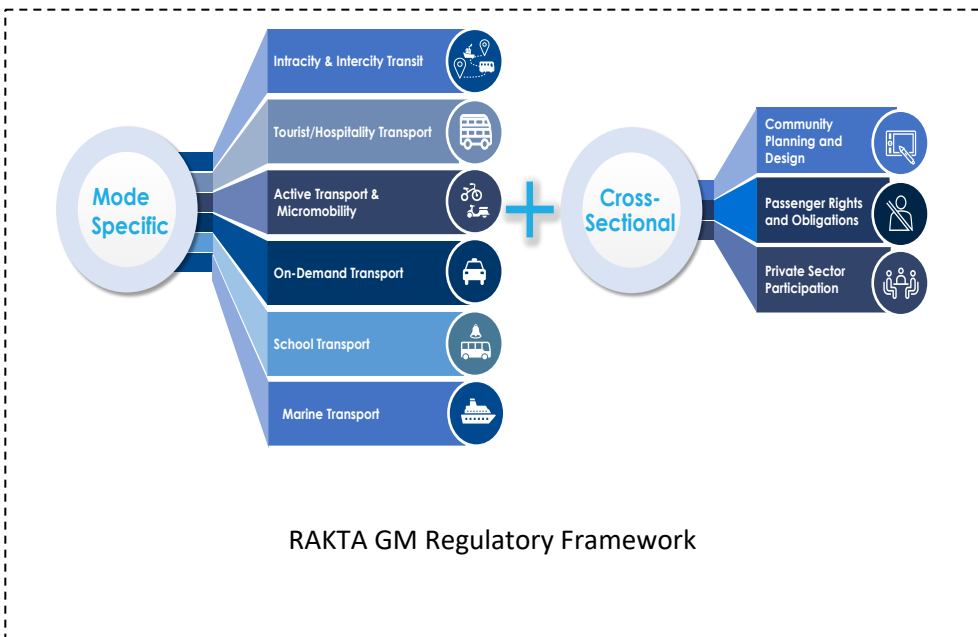 Mode
Specific
Intracity & Intercity Transit
Tourist/Hospitality Transport
Active Transport &
Micromobility
On-Demand Transport
School Transport
Marine Transport
+
Cross-
Sectional
Community
Planning and
Design
Passenger Rights
and Obligations
Private Sector
Participation
RAKTA GM Regulatory Framework